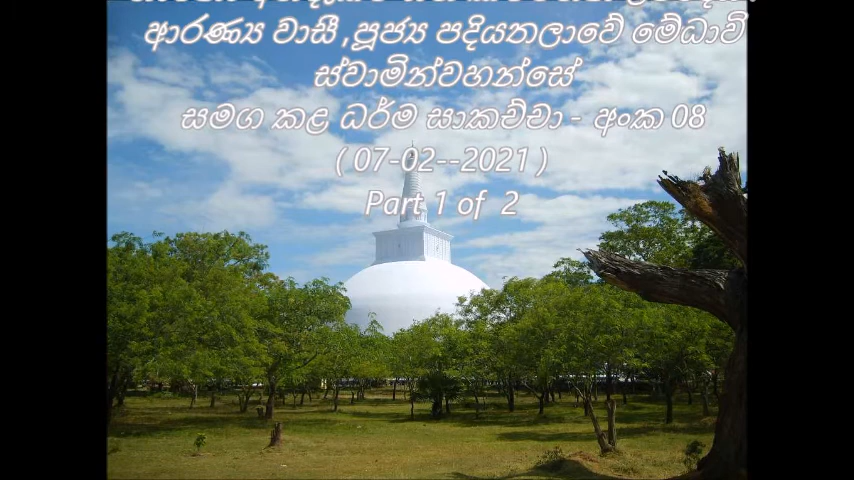 ආරණ්‍ය වාසී ,පූජ්‍ය පදියතලාවේ මේධාවි
ස්වාමින්වහන්සේ
සමග කළ ධර්ම සාකච්චා - අංක 08
( 07-02--2021 )
Part 1 of 2